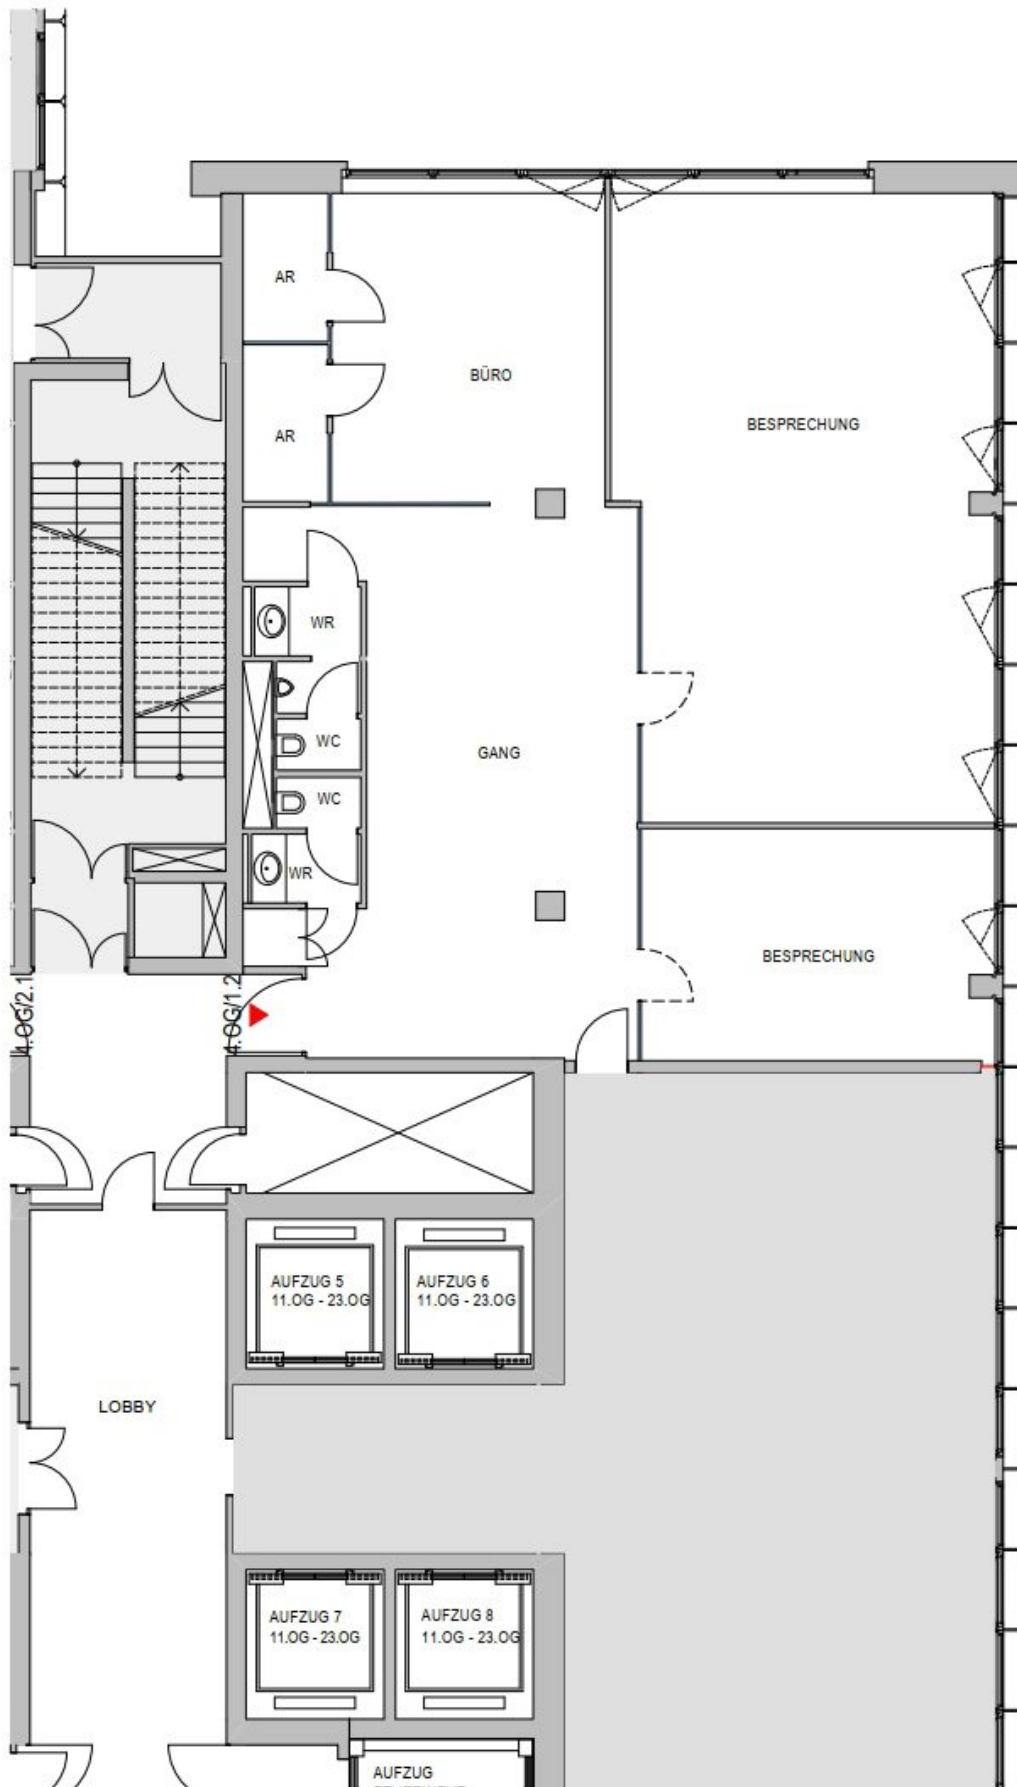 AR
BÜRO
BESPRECHUNG
AR
WR
WC
GANG
WC
WR
BESPRECHUNG
4.OG/2.1
4.OG/1.2
AUFZUG 5
11.OG - 23.OG
AUFZUG 6
11.OG - 23.OG
LOBBY
AUFZUG 7
11.OG - 23.OG
AUFZUG 8
11.OG - 23.OG
AUFZUG